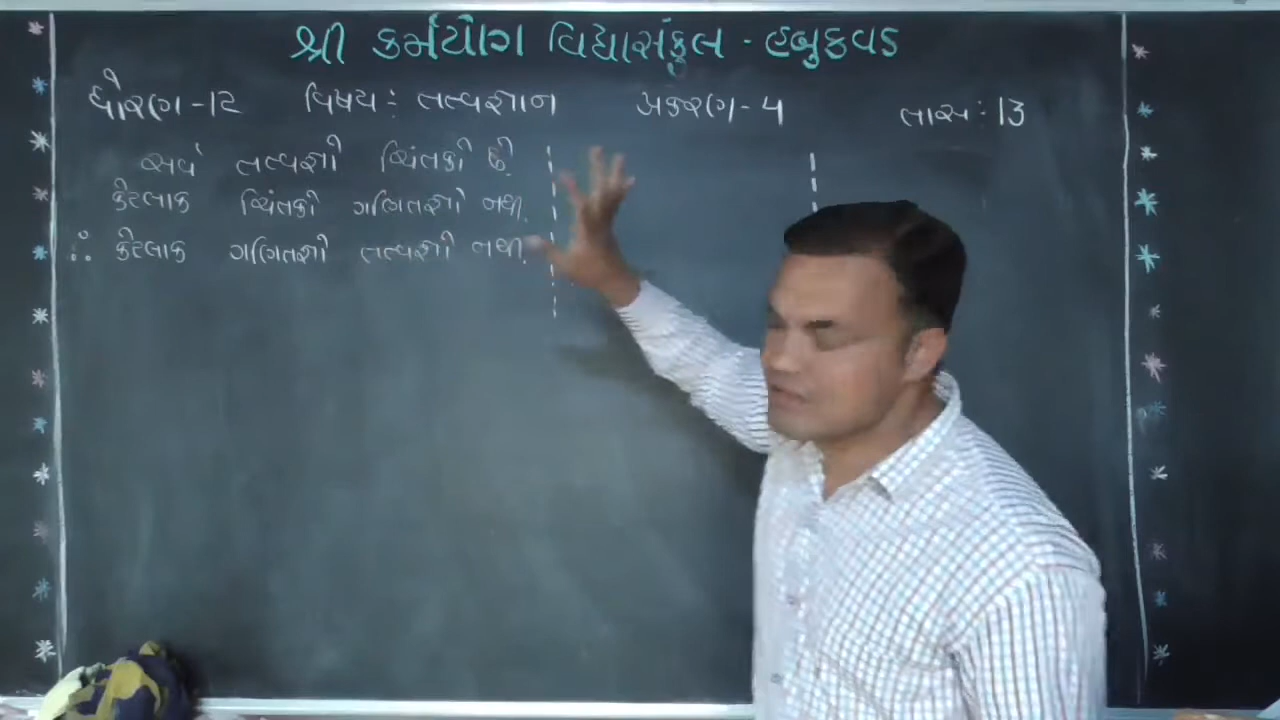 શ્રી કર્મયોગ વિદ્યાસંકુલ - હબુકવડ
ધોરણ - 12 વિષય : તત્વજ્ઞાન પ્રકરણ - 4 તાસ : 13
સર્વ તત્વજ્ઞો ચિંતકો છે.
કેટલાક ચિંતકો ગણિતજ્ઞો નથી.
∴ કેટલાક ગણિતજ્ઞો તત્વજ્ઞો નથી.